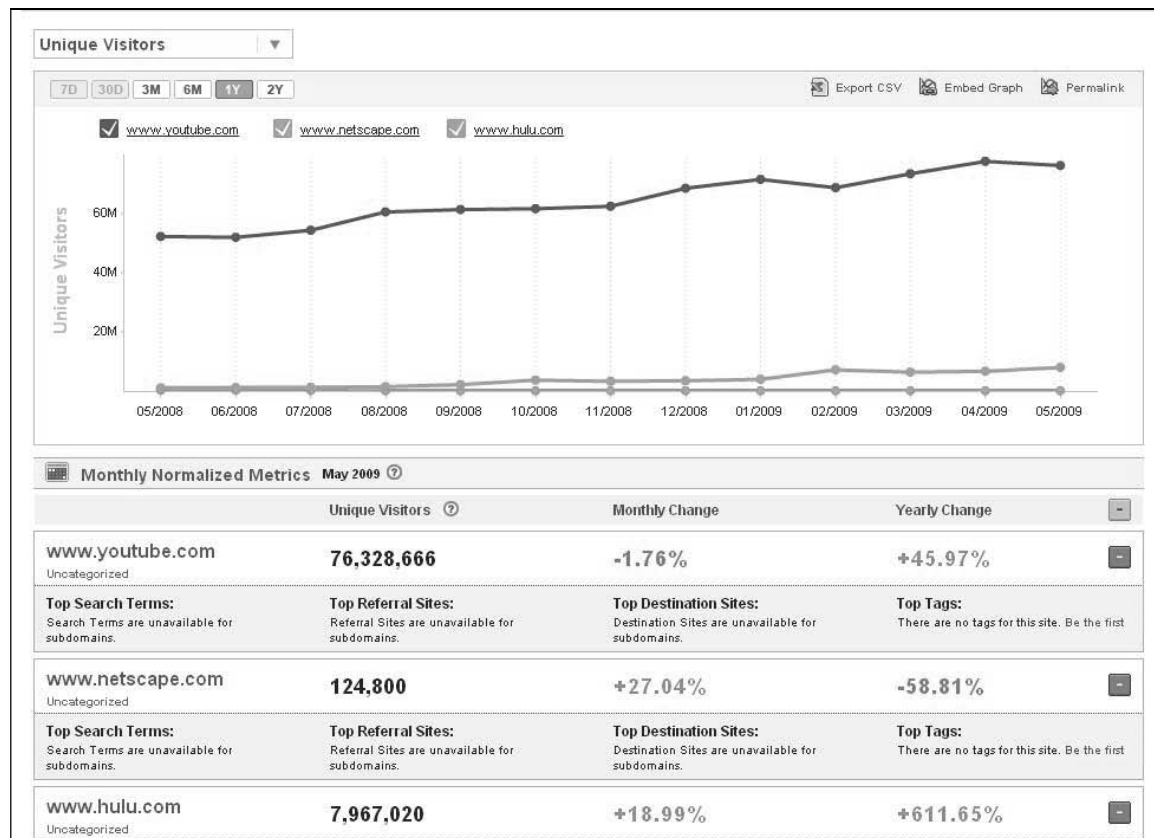 Unique Visitors
7D 30D 3M 6M 1Y 2Y Export CSV Embed Graph Permalink
www.youtube.com www.netscape.com www.hulu.com
Unique Visitors
60M
40M
20M
05/2008 06/2008 07/2008 08/2008 09/2008 10/2008 11/2008 12/2008 01/2009 02/2009 03/2009 04/2009 05/2009
Monthly Normalized Metrics May 2009 ?
Unique Visitors ? Monthly Change Yearly Change -
www.youtube.com 76,328,666 -1.76% +45.97% -
Uncategorized
Top Search Terms: Top Referral Sites: Top Destination Sites: Top Tags:
Search Terms are unavailable for Referral Sites are unavailable for Destination Sites are unavailable for There are no tags for this site. Be the first
subdomains. subdomains. subdomains.
www.netscape.com 124,800 +27.04% -58.81% -
Uncategorized
Top Search Terms: Top Referral Sites: Top Destination Sites: Top Tags:
Search Terms are unavailable for Referral Sites are unavailable for Destination Sites are unavailable for There are no tags for this site. Be the first
subdomains. subdomains. subdomains.
www.hulu.com 7,967,020 +18.99% +611.65% -
Uncategorized